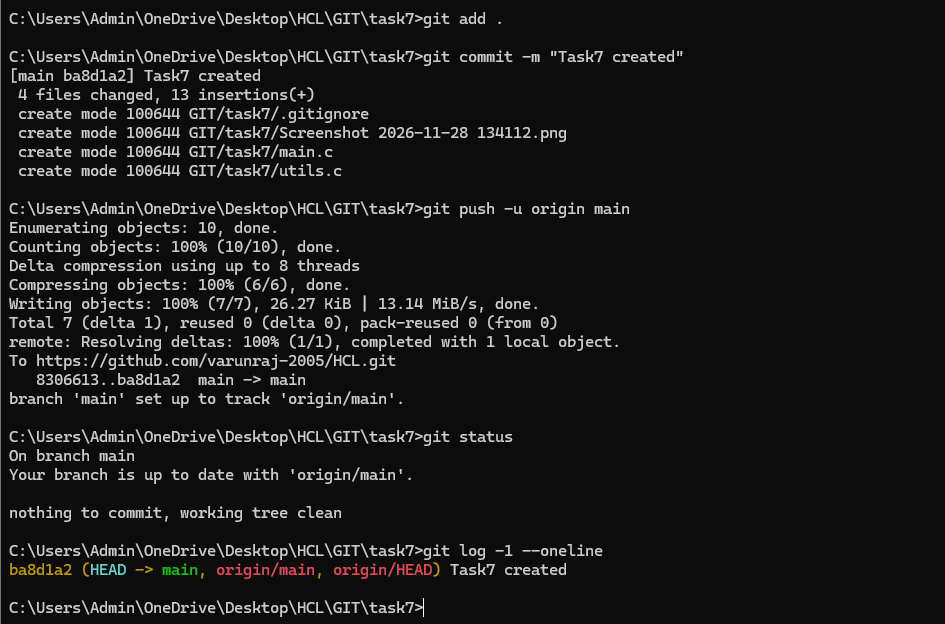 C:\Users\Admin\OneDrive\Desktop\HCL\GIT\task7>git add .
C:\Users\Admin\OneDrive\Desktop\HCL\GIT\task7>git commit -m "Task7 created"
[main ba8d1a2] Task7 created
4 files changed, 13 insertions(+)
create mode 100644 GIT/task7/.gitignore
create mode 100644 GIT/task7/Screenshot 2026-11-28 134112.png
create mode 100644 GIT/task7/main.c
create mode 100644 GIT/task7/utils.c
C:\Users\Admin\OneDrive\Desktop\HCL\GIT\task7>git push -u origin main
Enumerating objects: 10, done.
Counting objects: 100% (10/10), done.
Delta compression using up to 8 threads
Compressing objects: 100% (6/6), done.
Writing objects: 100% (7/7), 26.27 KiB | 13.14 MiB/s, done.
Total 7 (delta 1), reused 0 (delta 0), pack-reused 0 (from 0)
remote: Resolving deltas: 100% (1/1), completed with 1 local object.
To https://github.com/varunraj-2005/HCL.git
8306613..ba8d1a2  main -> main
branch 'main' set up to track 'origin/main'.
C:\Users\Admin\OneDrive\Desktop\HCL\GIT\task7>git status
On branch main
Your branch is up to date with 'origin/main'.
nothing to commit, working tree clean
C:\Users\Admin\OneDrive\Desktop\HCL\GIT\task7>git log -1 --oneline
ba8d1a2 (HEAD -> main, origin/main, origin/HEAD) Task7 created
C:\Users\Admin\OneDrive\Desktop\HCL\GIT\task7>